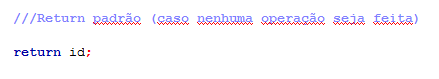 ///Return padrão (caso nenhuma operação seja feita)
return id;